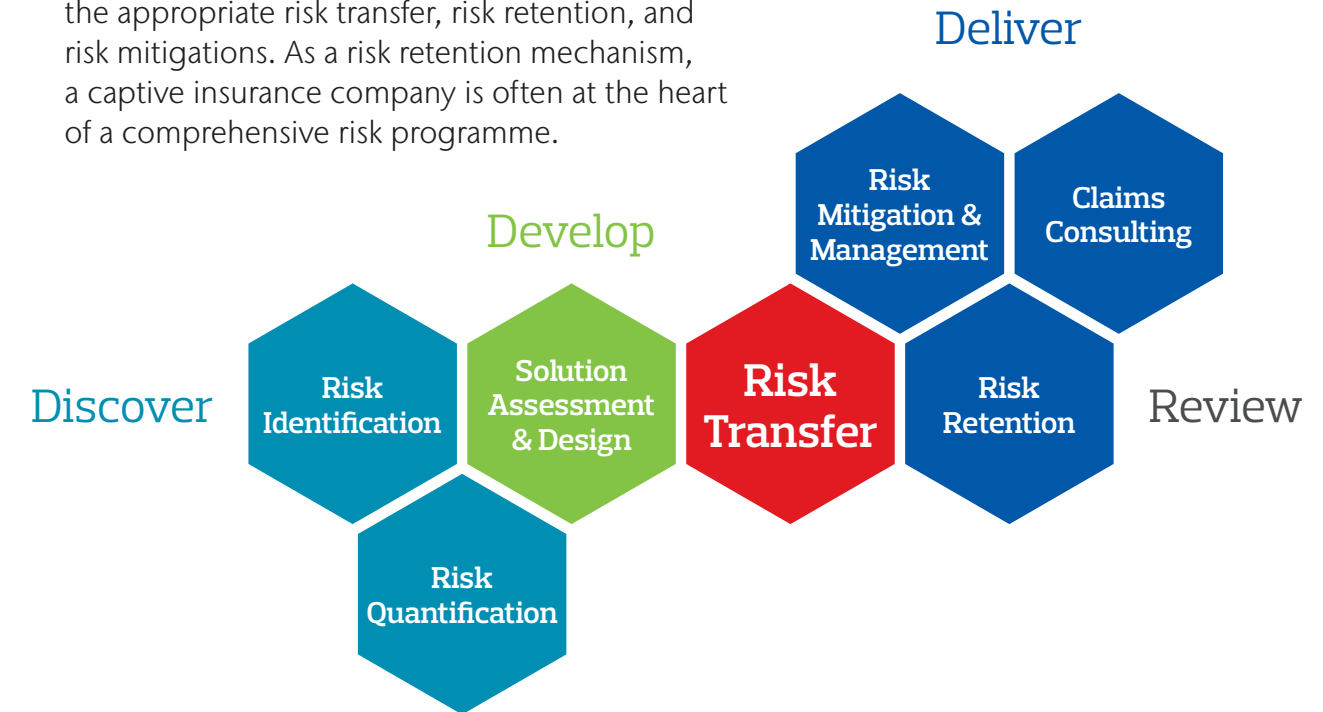 the appropriate risk transfer, risk retention, and
risk mitigations. As a risk retention mechanism,
a captive insurance company is often at the heart
of a comprehensive risk programme.
Deliver
Risk
Mitigation &
Management
Claims
Consulting
Develop
Discover
Risk
Identification
Solution
Assessment
& Design
Risk
Transfer
Risk
Retention
Review
Risk
Quantification